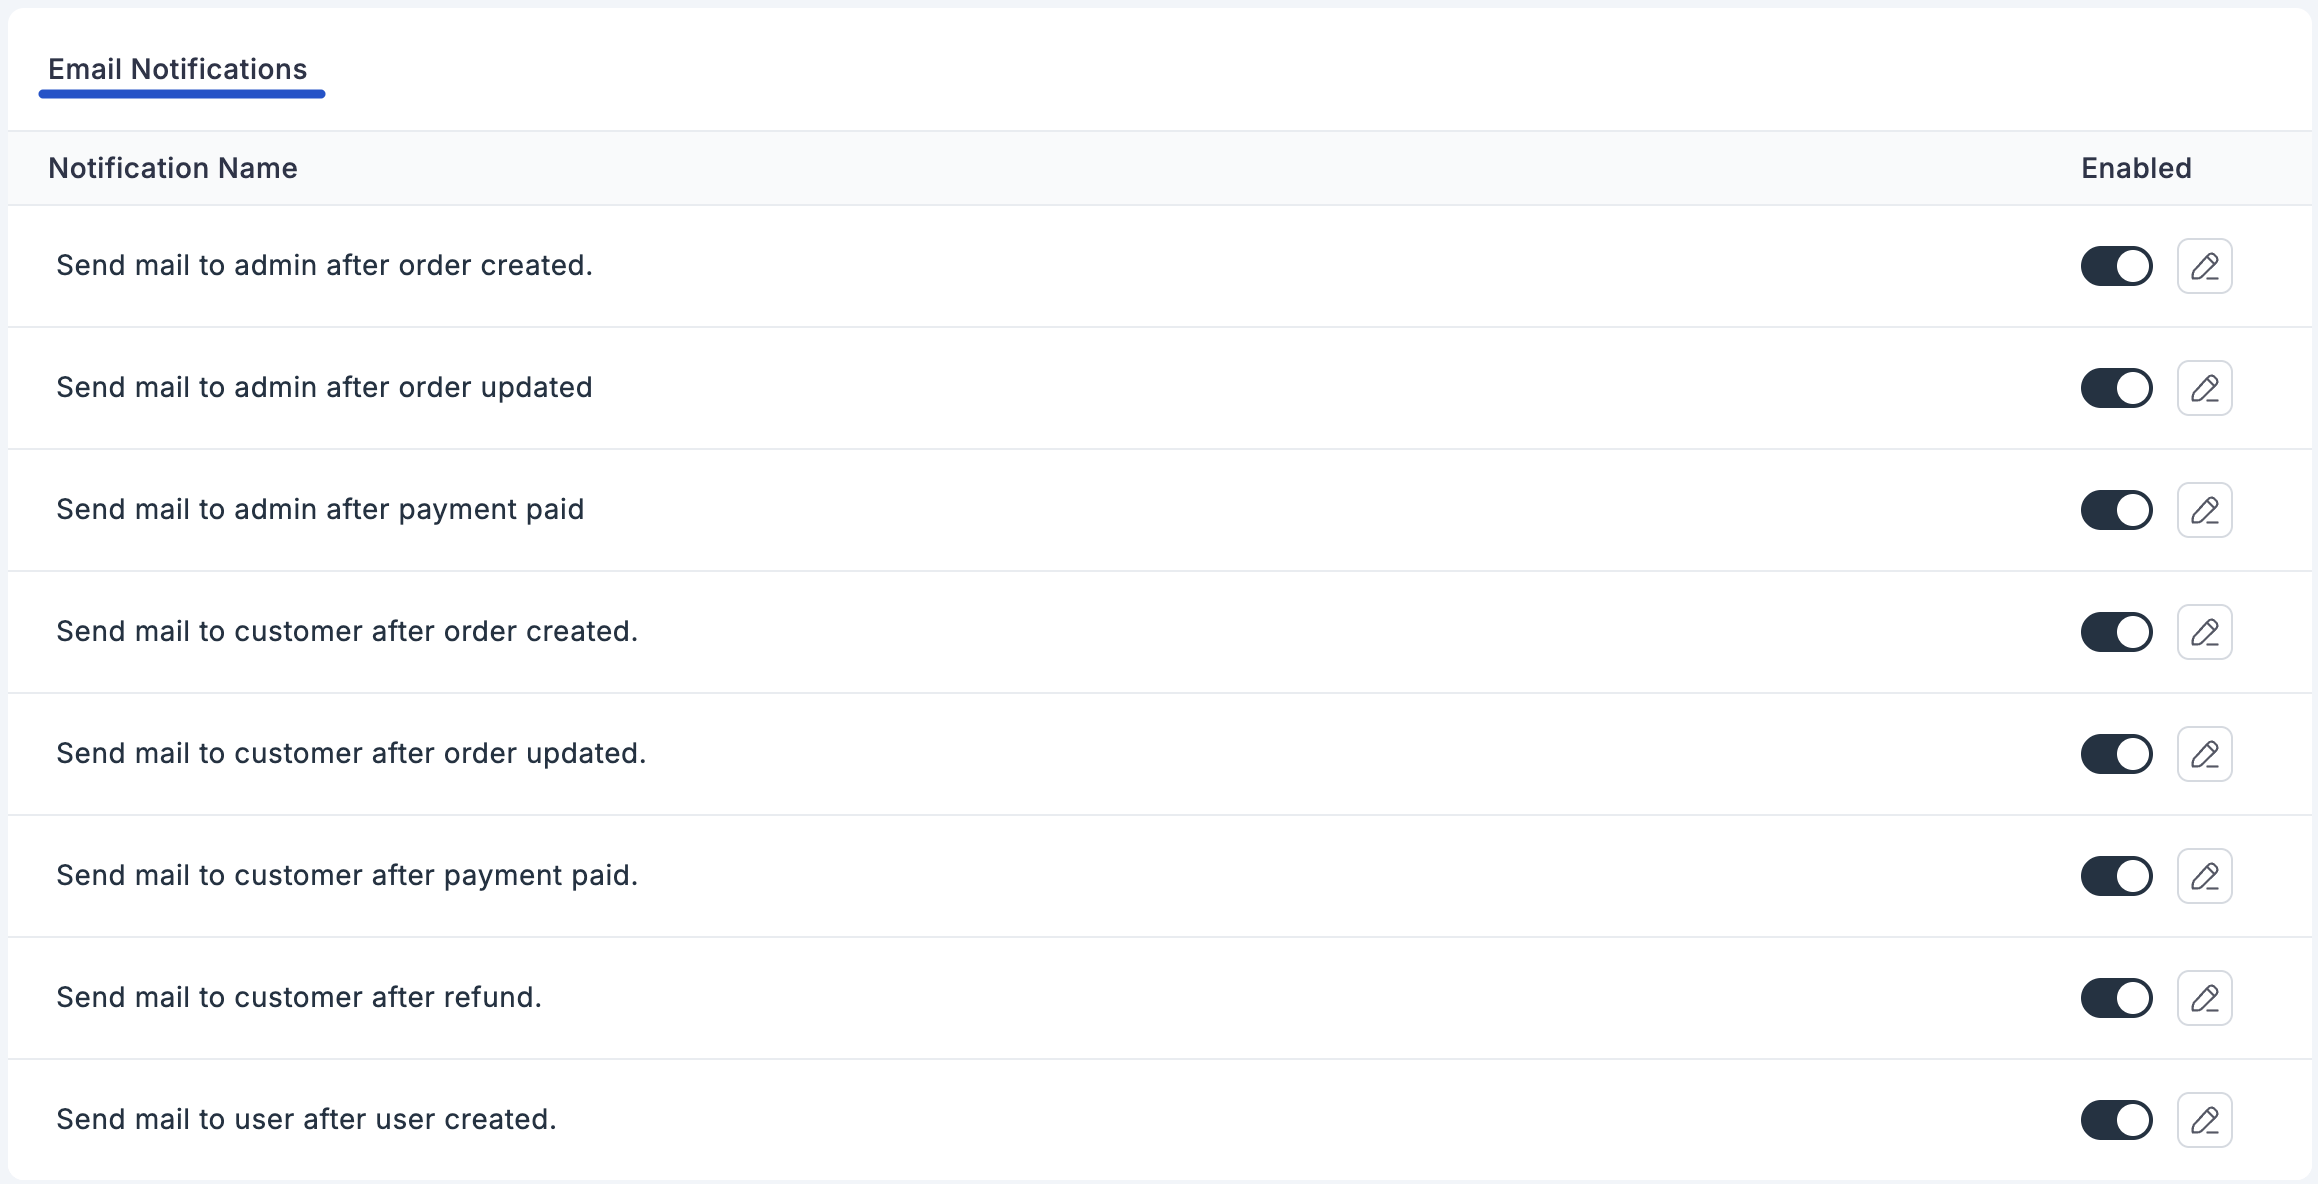 Email Notifications
Notification Name Enabled
Send mail to admin after order created.
Send mail to admin after order updated
Send mail to admin after payment paid
Send mail to customer after order created.
Send mail to customer after order updated.
Send mail to customer after payment paid.
Send mail to customer after refund.
Send mail to user after user created.